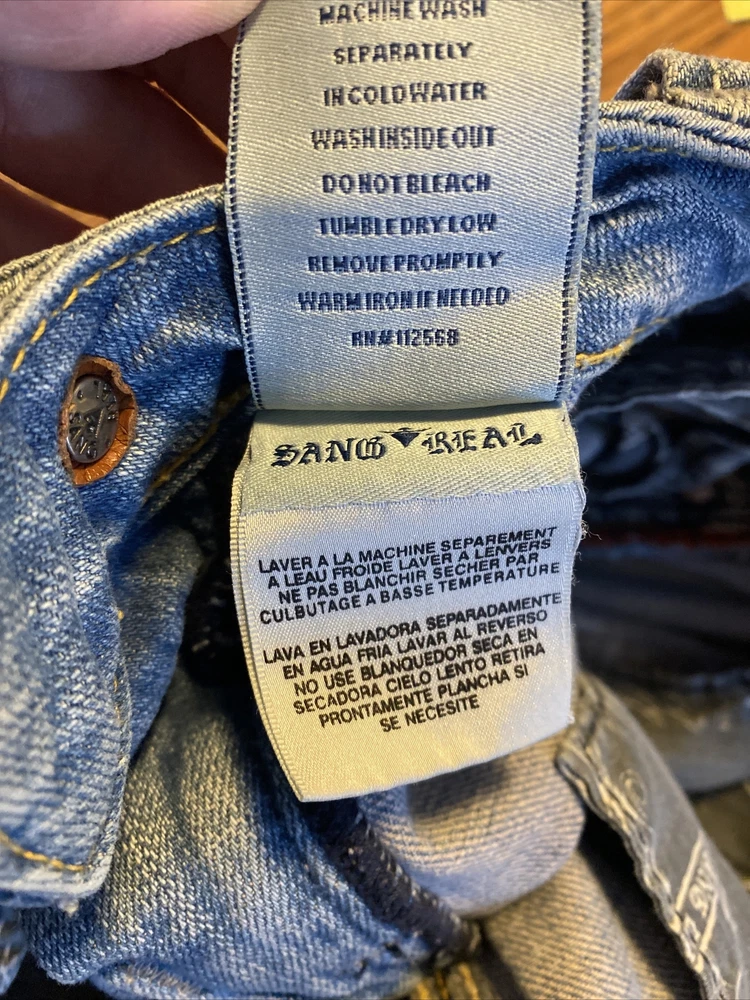 MACHINE WASH
SEPARATELY
IN COLD WATER
WASH INSIDE OUT
DO NOT BLEACH
TUMBLE DRY LOW
REMOVE PROMPTLY
WARM IRON IF NEEDED
RN#112568
SANG REAL
LAVER A LA MACHINE SEPAREMENT
A LEAU FROIDE LAVER A LENVERS
NE PAS BLANCHIR SECHER PAR
CULBUTAGE A BASSE TEMPERATURE
LAVA EN LAVADORA SEPARADAMENTE
EN AGUA FRIA LAVAR AL REVERSO
NO USE BLANQUEDOR SECA EN
SECADORA CIELO LENTO RETIRA
PRONTAMENTE PLANCHA SI
SE NECESITE